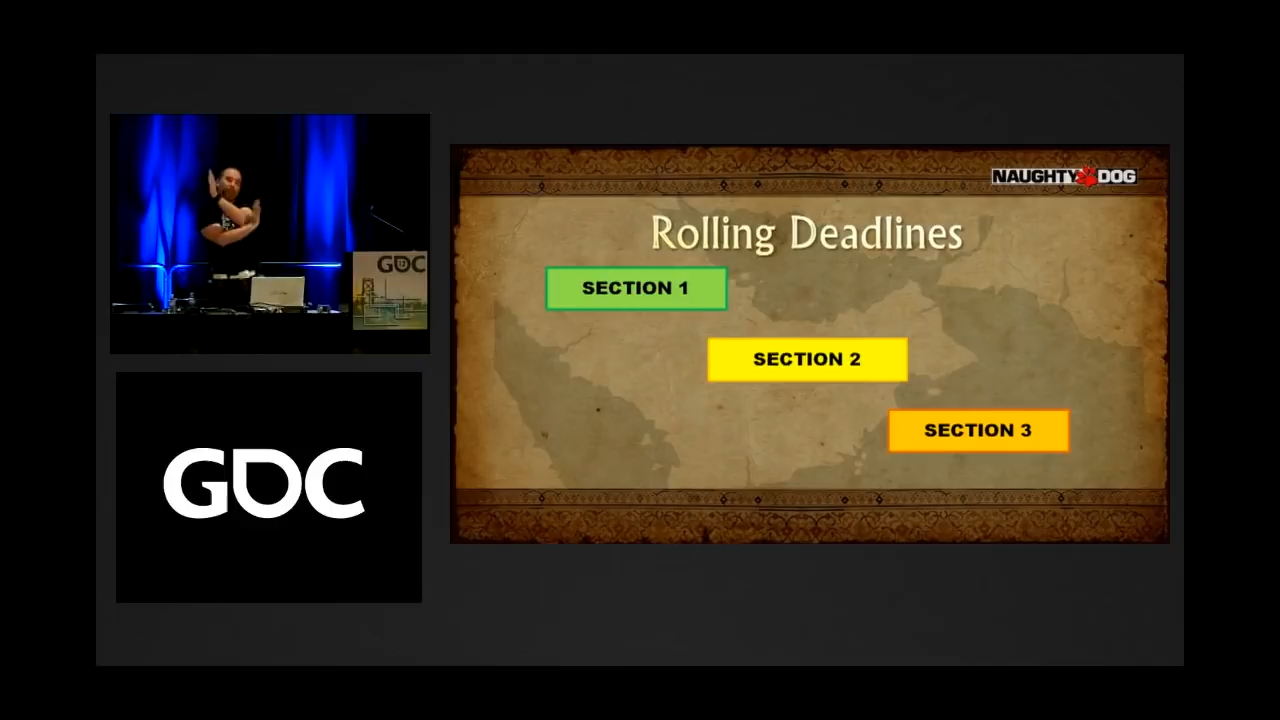 GDC
GDC
NAUGHTY DOG
Rolling Deadlines
SECTION 1
SECTION 2
SECTION 3